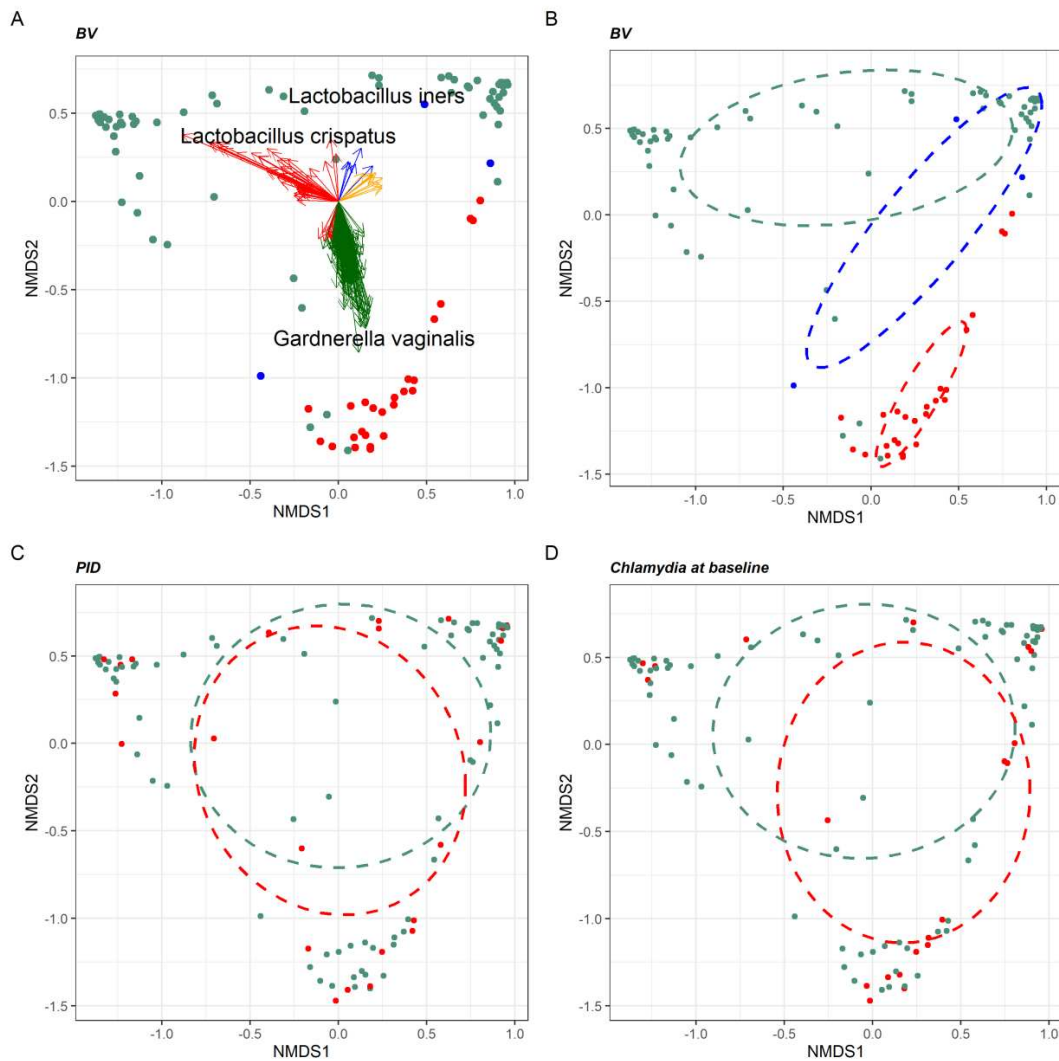 A
BV
Lactobacillus iners
Lactobacillus crispatus
Gardnerella vaginalis
0.5
0.0
-0.5
-1.0
-1.5
NMDS2
-1.0
-0.5
0.0
0.5
1.0
NMDS1
B
BV
0.5
0.0
-0.5
-1.0
-1.5
NMDS2
-1.0
-0.5
0.0
0.5
1.0
NMDS1
C
PID
0.5
0.0
-0.5
-1.0
-1.5
NMDS2
-1.0
-0.5
0.0
0.5
1.0
NMDS1
D
Chlamydia at baseline
0.5
0.0
-0.5
-1.0
-1.5
NMDS2
-1.0
-0.5
0.0
0.5
1.0
NMDS1